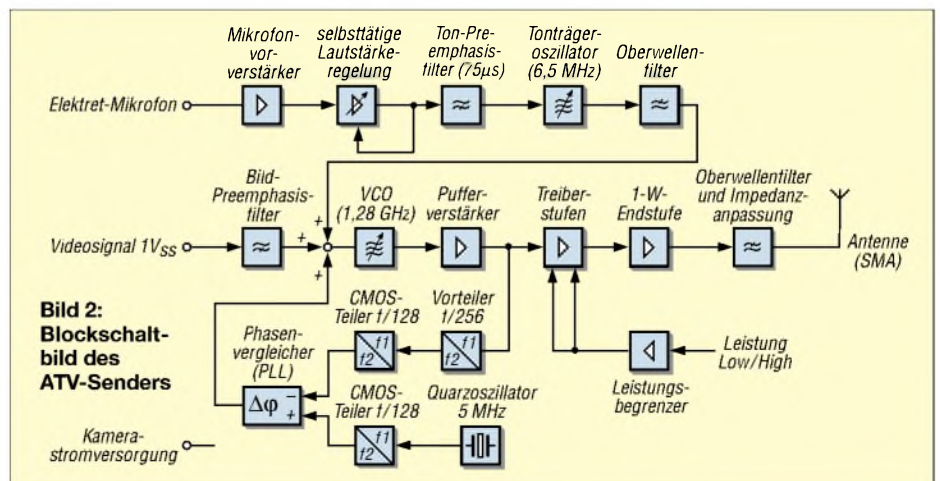 Mikrofon-
vor-
verstärker
selbsttätige
Lautstärke-
regelung
Ton-Pre-
emphasis-
filter (75µs)
Tonträger-
oszillator
(6,5 MHz)
Oberwellen-
filter
Elektret-Mikrofon
Bild-
Preemphasis-
filter
VCO
(1,28 GHz)
Puffer-
verstärker
Treiber-
stufen
1-W-
Endstufe
Oberwellenfilter
und Impedanz-
anpassung
+
+
+
Videosignal 1VSS
Antenne
(SMA)
Bild 2:
Blockschalt-
bild des
ATV-Senders
Phasen-
vergleicher
(PLL)
CMOS-
Teiler f/128
Vorteiler
f/256
f1
f2
f1
f2
Leistung
Low/High
Leistungs-
begrenzer
Δφ
−
+
CMOS-
Teiler f/128
Quarzoszillator
5 MHz
f1
f2
Kamera-
stromversorgung